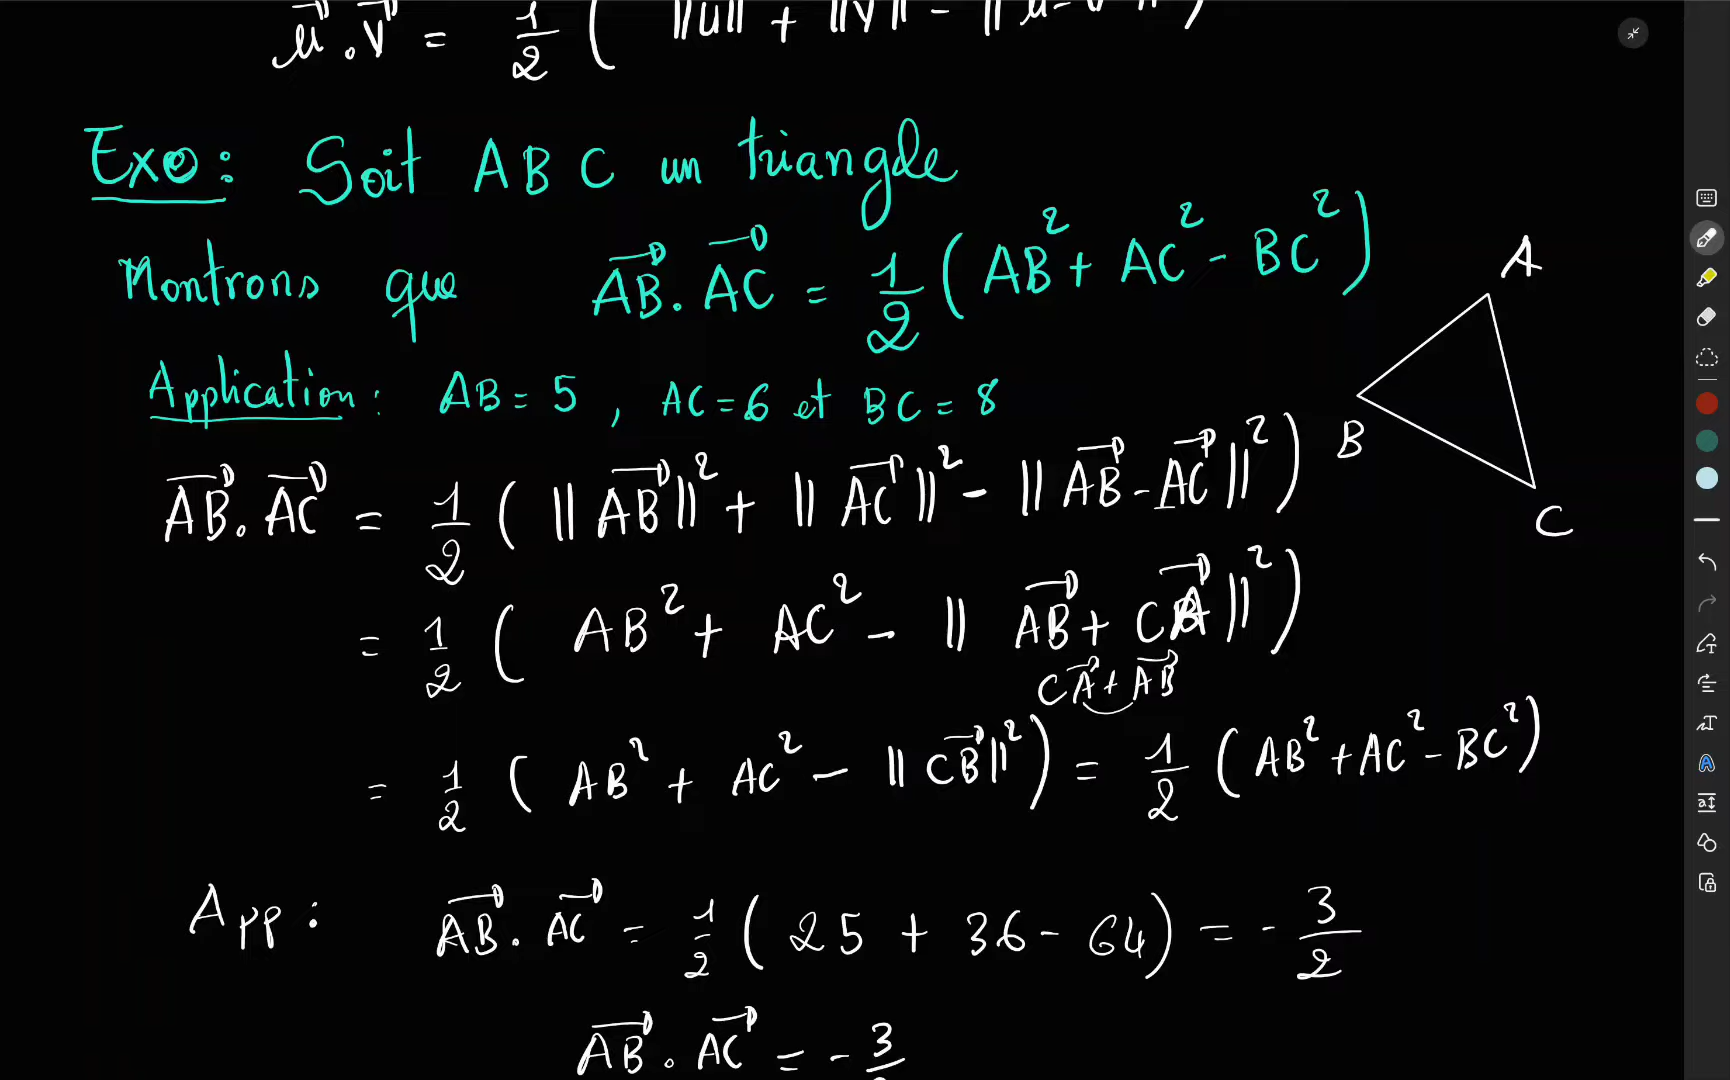 u⃗ . v⃗ = 1/2 ( ||u|| + ||v|| - ||u - v|| )
Exo : Soit ABC un triangle
Montrons que AB⃗ . AC⃗ = 1/2 ( AB² + AC² - BC² )
A
Application : AB = 5 , AC = 6 et BC = 8
B
AB⃗ . AC⃗ = 1/2 ( ||AB⃗||² + ||AC⃗||² - ||AB⃗ - AC⃗||² )
C
= 1/2 ( AB² + AC² - || AB⃗ + CA⃗ ||² )
CA⃗ + AB⃗
= 1/2 ( AB² + AC² - ||CB⃗||² ) = 1/2 ( AB² + AC² - BC² )
App : AB⃗ . AC⃗ = 1/2 ( 25 + 36 - 64 ) = - 3/2
AB⃗ . AC⃗ = - 3